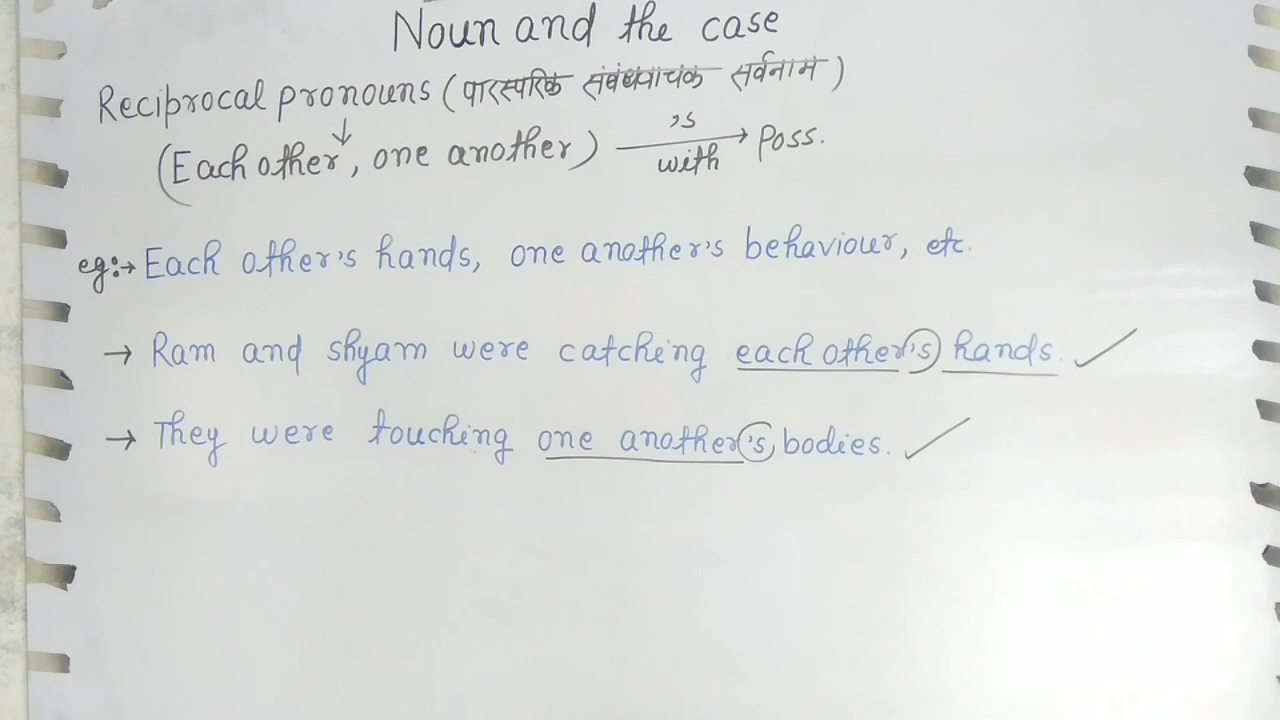 Noun and the case
Reciprocal pronouns (पारस्परिक संबंधवाचक सर्वनाम)
(Each other, one another) 's with → Poss.
eg:→ Each other's hands, one another's behaviour, etc.
→ Ram and shyam were catching each other's hands. ✓
→ They were touching one another's bodies. ✓